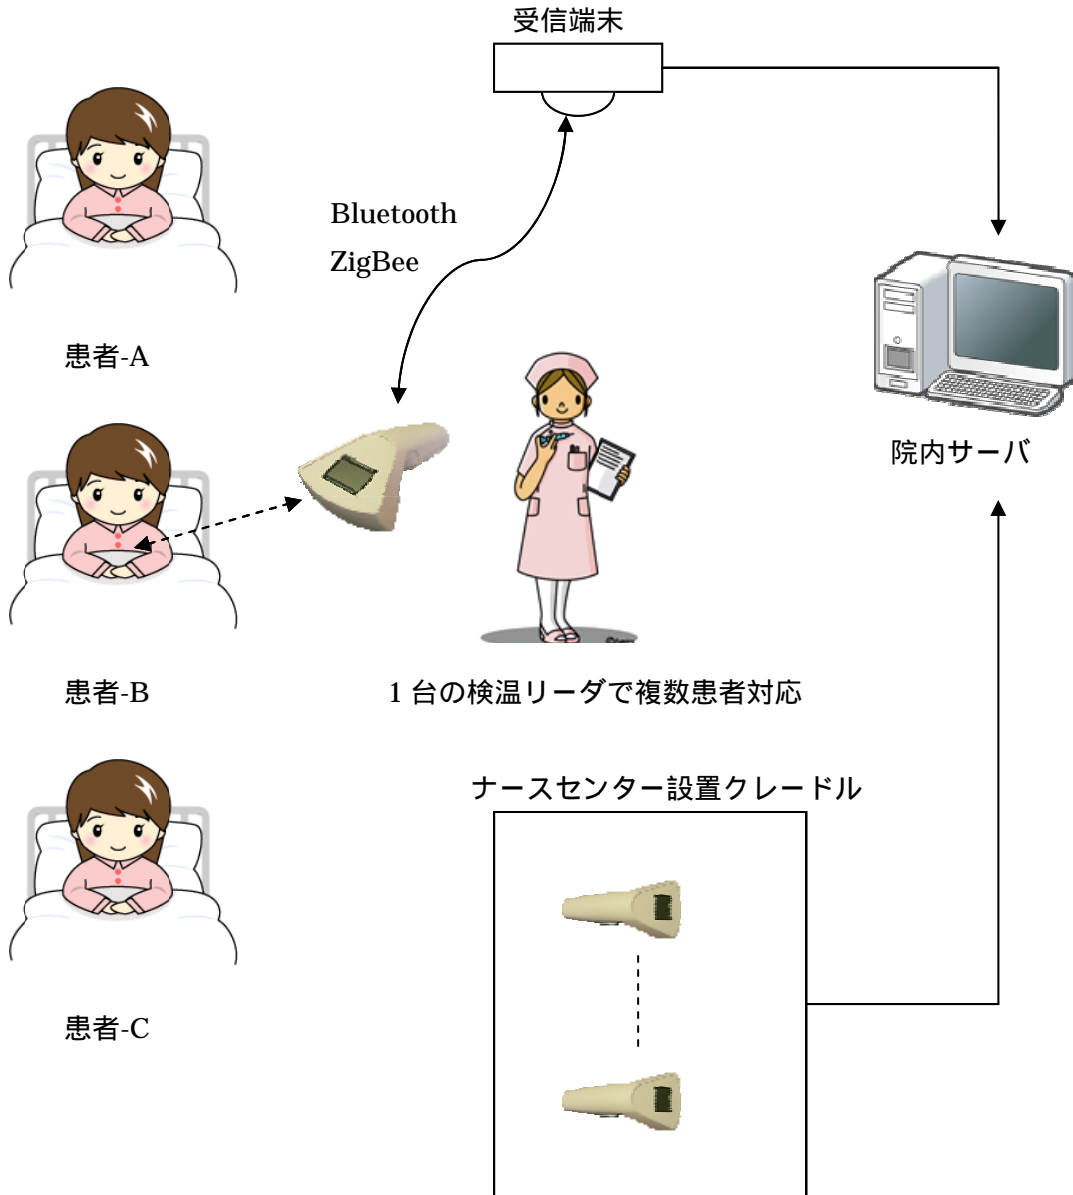 受信端末
Bluetooth
ZigBee
患者-A
院内サーバ
患者-B
1 台の検温リーダで複数患者対応
ナースセンター設置クレードル
患者-C